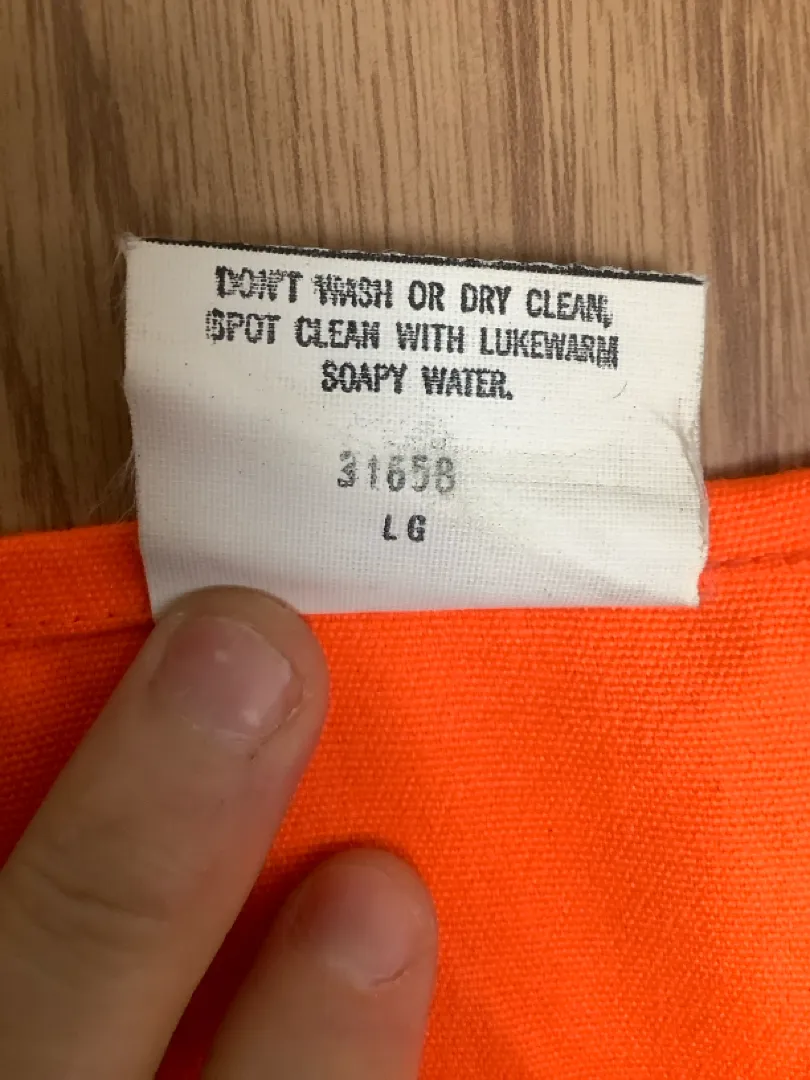 DON'T WASH OR DRY CLEAN,
SPOT CLEAN WITH LUKEWARM
SOAPY WATER.
31658
LG